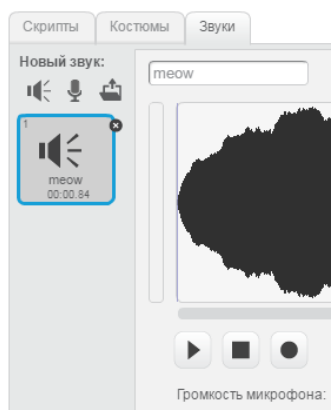 Скрипты Костюмы Звуки
Новый звук:
meow
1
meow
00:00.84
Громкость микрофона: